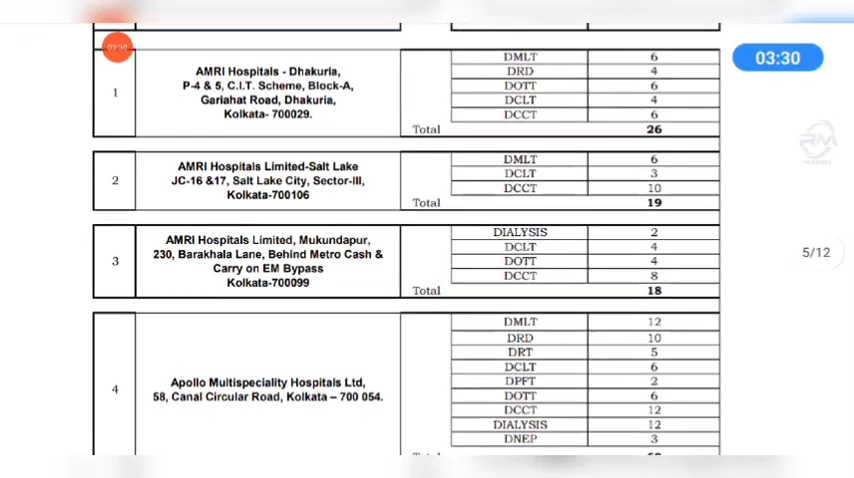 03:30
03:30
1
AMRI Hospitals - Dhakuria,
P-4 & 5, C.I.T. Scheme, Block-A,
Gariahat Road, Dhakuria,
Kolkata- 700029.
DMLT 6
DRD 4
DOTT 6
DCLT 4
DCCT 6
Total 26
2
AMRI Hospitals Limited-Salt Lake
JC-16 &17, Salt Lake City, Sector-III,
Kolkata-700106
DMLT 6
DCLT 3
DCCT 10
Total 19
3
AMRI Hospitals Limited, Mukundapur,
230, Barakhala Lane, Behind Metro Cash &
Carry on EM Bypass
Kolkata-700099
DIALYSIS 2
DCLT 4
DOTT 4
DCCT 8
Total 18
5/12
4
Apollo Multispeciality Hospitals Ltd,
58, Canal Circular Road, Kolkata – 700 054.
DMLT 12
DRD 10
DRT 5
DCLT 6
DPFT 2
DOTT 6
DCCT 12
DIALYSIS 12
DNEP 3
RM